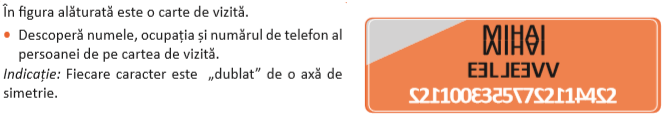 În figura alăturată este o carte de vizită.
• Descoperă numele, ocupația și numărul de telefon al
persoanei de pe cartea de vizită.
Indicație: Fiecare caracter este „dublat” de o axă de
simetrie.
MIHAI